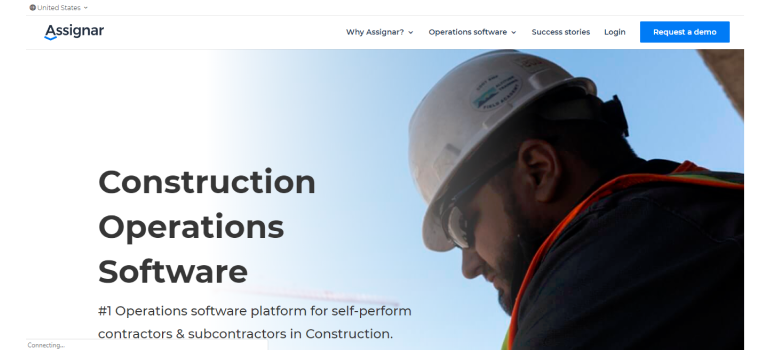 United States
Assignar
Why Assignar? Operations software Success stories Login Request a demo
Construction
Operations
Software
#1 Operations software platform for self-perform
contractors & subcontractors in Construction.
Connecting...